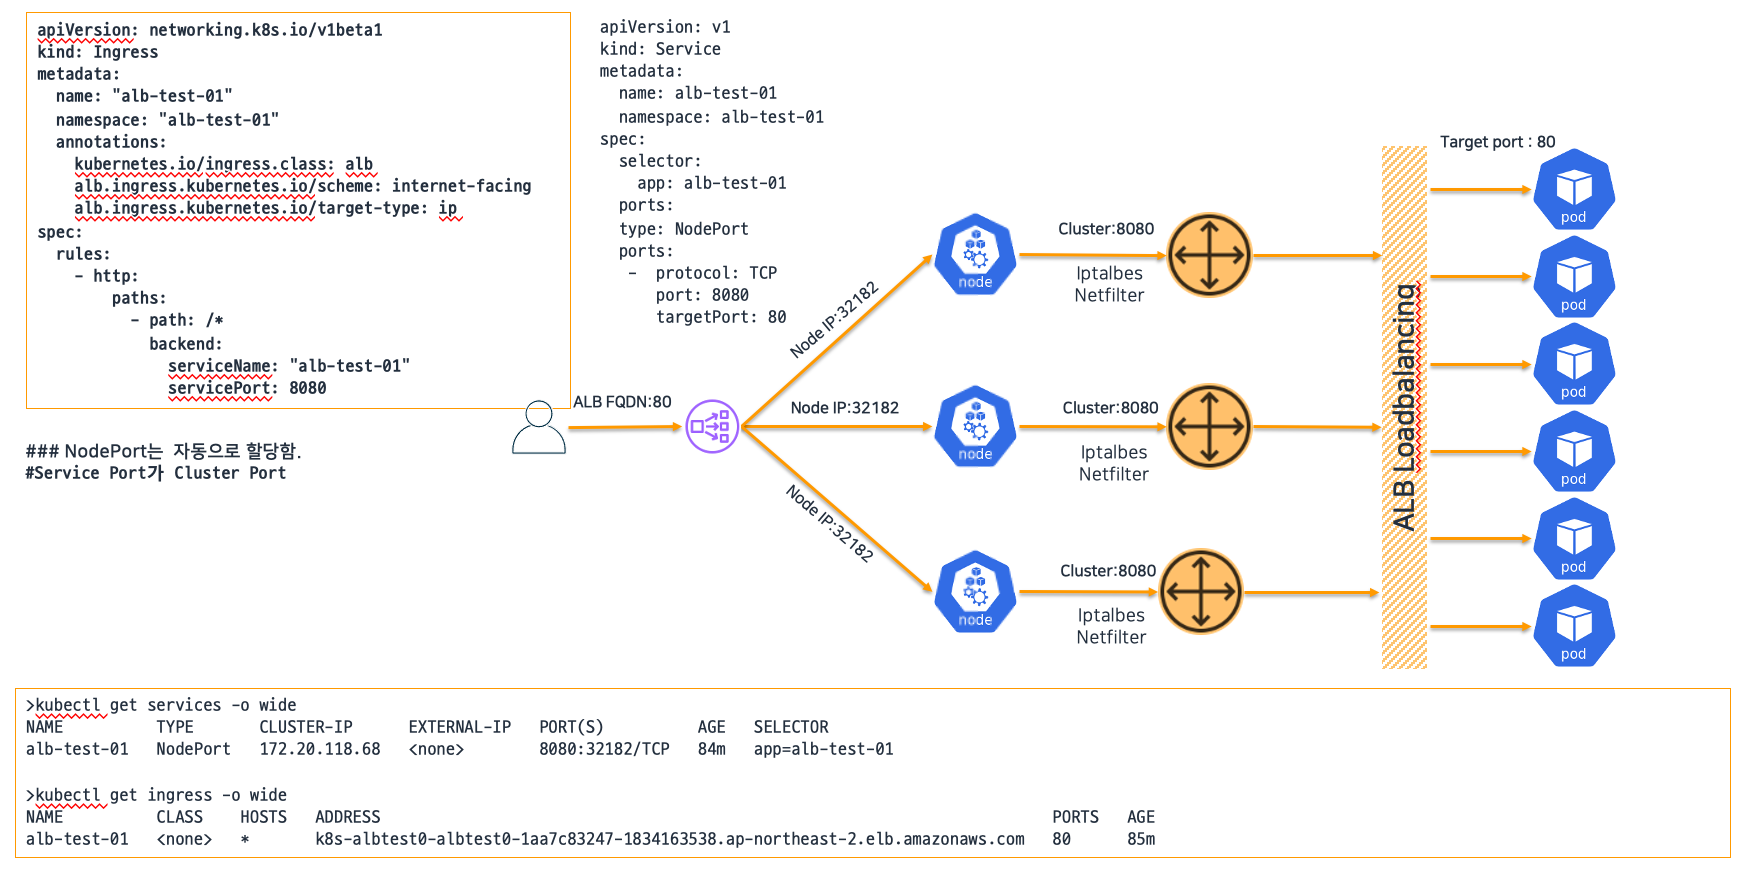 apiVersion: networking.k8s.io/v1beta1
kind: Ingress
metadata:
  name: "alb-test-01"
  namespace: "alb-test-01"
  annotations:
    kubernetes.io/ingress.class: alb
    alb.ingress.kubernetes.io/scheme: internet-facing
    alb.ingress.kubernetes.io/target-type: ip
spec:
  rules:
    - http:
        paths:
          - path: /*
            backend:
              serviceName: "alb-test-01"
              servicePort: 8080
### NodePort는 자동으로 할당함.
#Service Port가 Cluster Port
apiVersion: v1
kind: Service
metadata:
  name: alb-test-01
  namespace: alb-test-01
spec:
  selector:
    app: alb-test-01
  ports:
  type: NodePort
  ports:
   -  protocol: TCP
      port: 8080
      targetPort: 80
ALB FQDN:80
Node IP:32182
Node IP:32182
Node IP:32182
node
node
node
Cluster:8080
Iptalbes
Netfilter
Cluster:8080
Iptalbes
Netfilter
Cluster:8080
Iptalbes
Netfilter
ALB Loadbalancing
Target port : 80
pod
pod
pod
pod
pod
pod
>kubectl get services -o wide
NAME          TYPE       CLUSTER-IP      EXTERNAL-IP   PORT(S)          AGE   SELECTOR
alb-test-01   NodePort   172.20.118.68   <none>        8080:32182/TCP   84m   app=alb-test-01
>kubectl get ingress -o wide
NAME          CLASS    HOSTS   ADDRESS                                                                        PORTS   AGE
alb-test-01   <none>   *       k8s-albtest0-albtest0-1aa7c83247-1834163538.ap-northeast-2.elb.amazonaws.com   80      85m